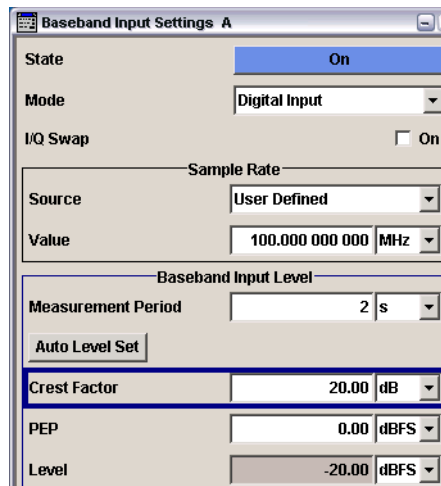 Baseband Input Settings A
State On
Mode Digital Input
I/Q Swap On
Sample Rate
Source User Defined
Value 100.000 000 000 MHz
Baseband Input Level
Measurement Period 2 s
Auto Level Set
Crest Factor 20.00 dB
PEP 0.00 dBFS
Level -20.00 dBFS